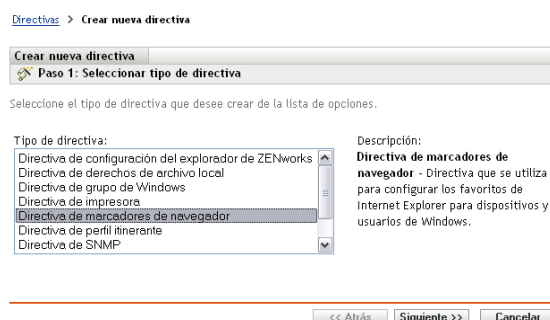 Directivas > Crear nueva directiva
Crear nueva directiva
Paso 1: Seleccionar tipo de directiva
Seleccione el tipo de directiva que desee crear de la lista de opciones.
Tipo de directiva:
Directiva de configuración del explorador de ZENworks
Directiva de derechos de archivo local
Directiva de grupo de Windows
Directiva de impresora
Directiva de marcadores de navegador
Directiva de perfil itinerante
Directiva de SNMP
Descripción:
Directiva de marcadores de
navegador - Directiva que se utiliza
para configurar los favoritos de
Internet Explorer para dispositivos y
usuarios de Windows.
<< Atrás Siguiente >> Cancelar